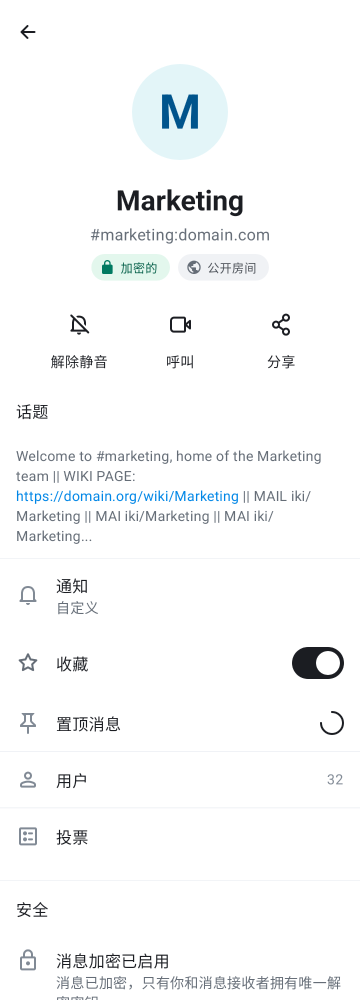 M
Marketing
#marketing:domain.com
加密的 公开房间
解除静音 呼叫 分享
话题
Welcome to #marketing, home of the Marketing
team || WIKI PAGE:
https://domain.org/wiki/Marketing || MAIL iki/
Marketing || MAI iki/Marketing || MAI iki/
Marketing...
通知
自定义
收藏
置顶消息
用户 32
投票
安全
消息加密已启用
消息已加密，只有你和消息接收者拥有唯一解